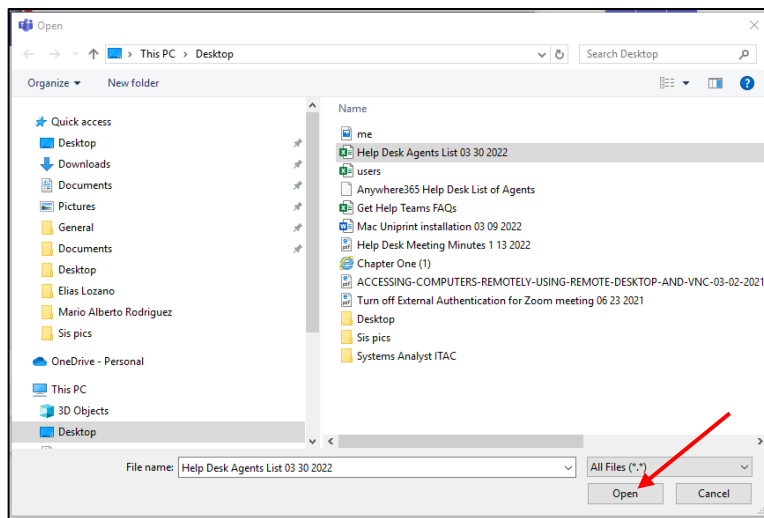 Open
This PC > Desktop
Search Desktop
Organize
New folder
Quick access
Desktop
Downloads
Documents
Pictures
General
Documents
Desktop
Elias Lozano
Mario Alberto Rodriguez
Sis pics
OneDrive - Personal
This PC
3D Objects
Desktop
Name
me
Help Desk Agents List 03 30 2022
users
Anywhere365 Help Desk List of Agents
Get Help Teams FAQs
Mac Uniprint installation 03 09 2022
Help Desk Meeting Minutes 1 13 2022
Chapter One (1)
ACCESSING-COMPUTERS-REMOTELY-USING-REMOTE-DESKTOP-AND-VNC-03-02-2021
Turn off External Authentication for Zoom meeting 06 23 2021
Desktop
Sis pics
Systems Analyst ITAC
File name: Help Desk Agents List 03 30 2022
All Files (*.*)
Open
Cancel